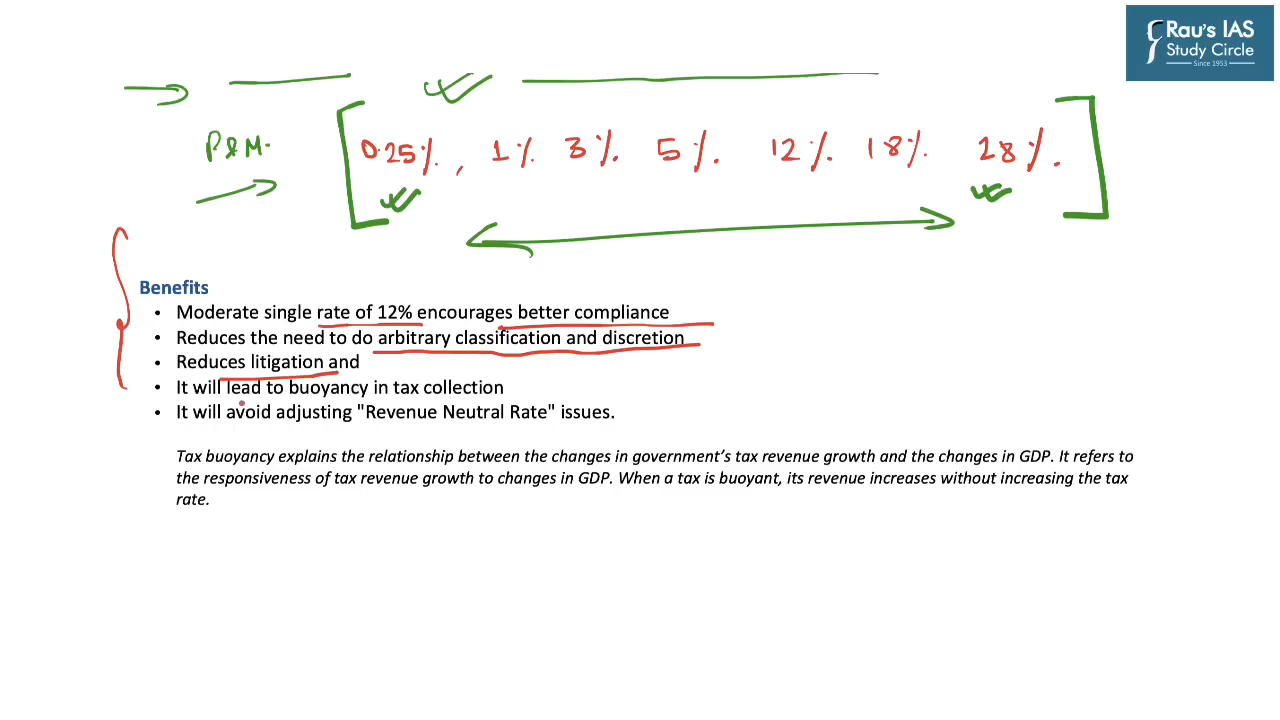 Rau's IAS
Study Circle
Since 1953
P&M.
0.25%, 1% 3%. 5%. 12%. 18%. 28%.
Benefits
• Moderate single rate of 12% encourages better compliance
• Reduces the need to do arbitrary classification and discretion
• Reduces litigation and
• It will lead to buoyancy in tax collection
• It will avoid adjusting "Revenue Neutral Rate" issues.
Tax buoyancy explains the relationship between the changes in government's tax revenue growth and the changes in GDP. It refers to
the responsiveness of tax revenue growth to changes in GDP. When a tax is buoyant, its revenue increases without increasing the tax
rate.